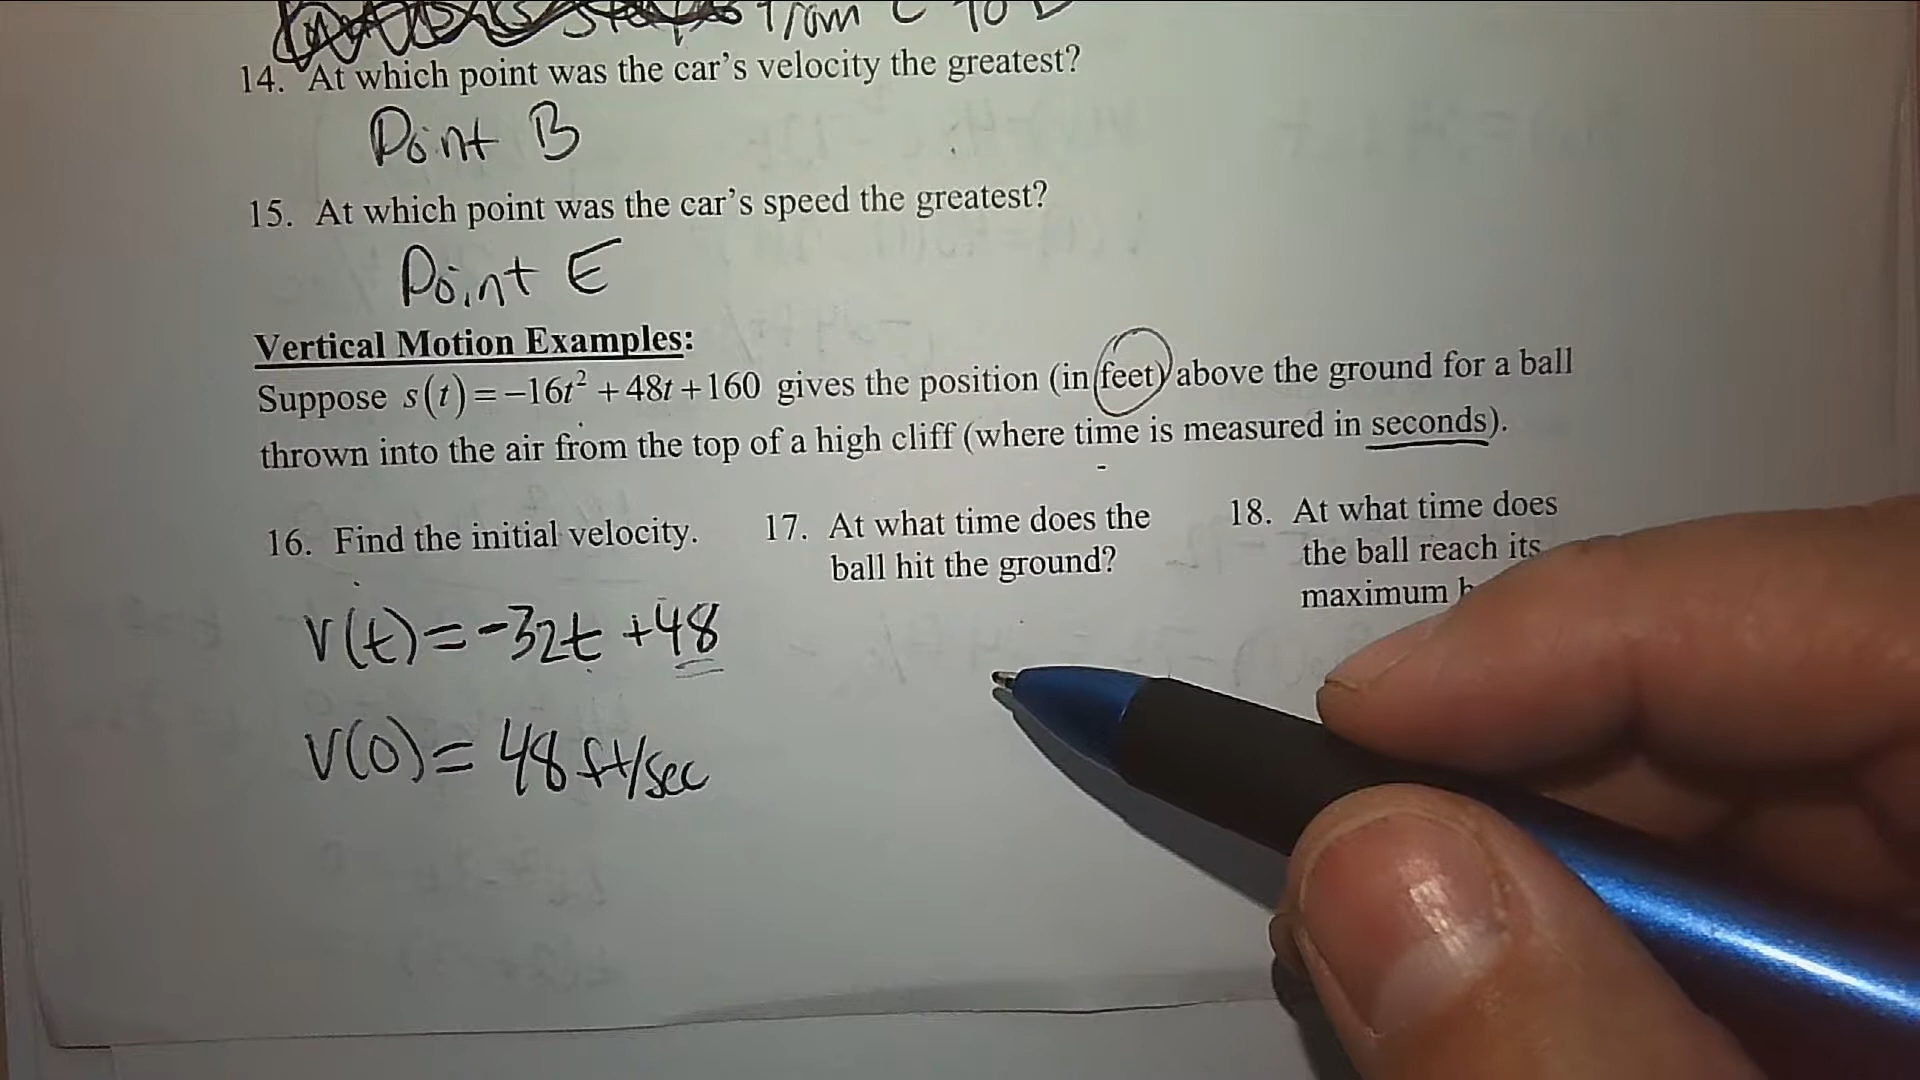 from C to D
14. At which point was the car's velocity the greatest?
Point B
15. At which point was the car's speed the greatest?
Point E
Vertical Motion Examples:
Suppose s(t)=−16t²+48t+160 gives the position (in feet) above the ground for a ball
thrown into the air from the top of a high cliff (where time is measured in seconds).
16. Find the initial velocity.
v(t)=-32t+48
v(0)=48ft/sec
17. At what time does the
ball hit the ground?
18. At what time does
the ball reach its
maximum